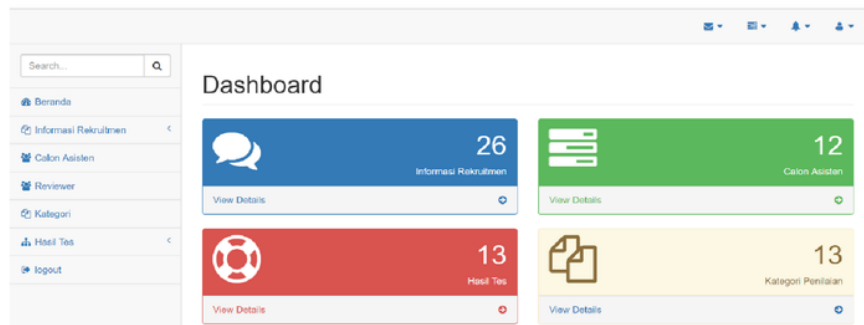 Search...
Dashboard
Beranda
Informasi Rekruitmen
Calon Asisten
Reviewer
Kategori
Hasil Tes
logout
26
Informasi Rekruitmen
View Details
12
Calon Asisten
View Details
13
Hasil Tes
View Details
13
Kategori Penilaian
View Details